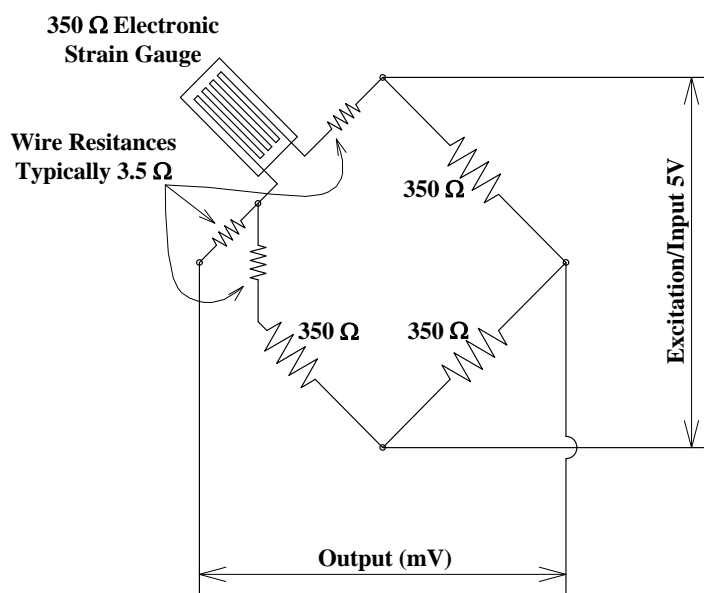 350 Ω Electronic
Strain Gauge
Wire Resitances
Typically 3.5 Ω
350 Ω
350 Ω
350 Ω
Excitation/Input 5V
Output (mV)